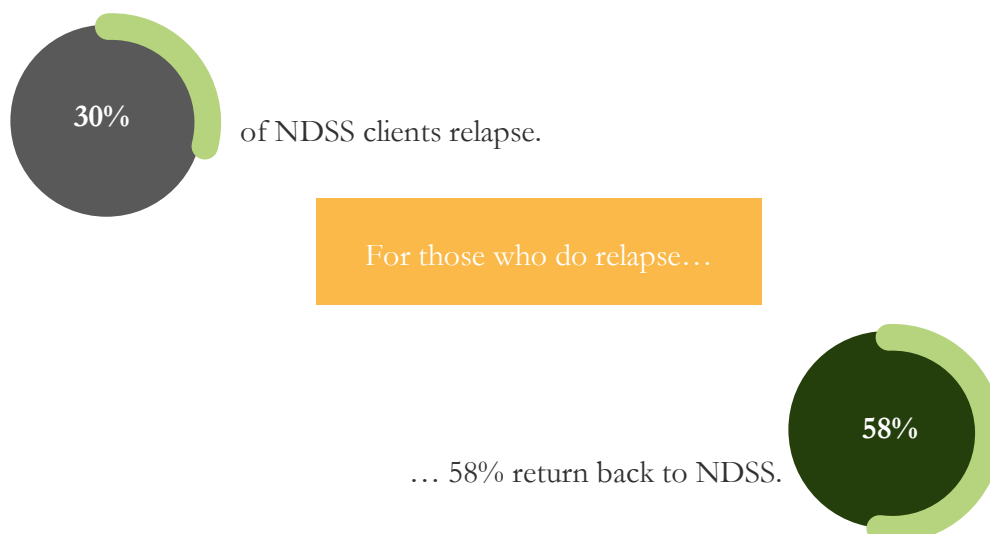 30%
of NDSS clients relapse.
For those who do relapse…
58%
… 58% return back to NDSS.